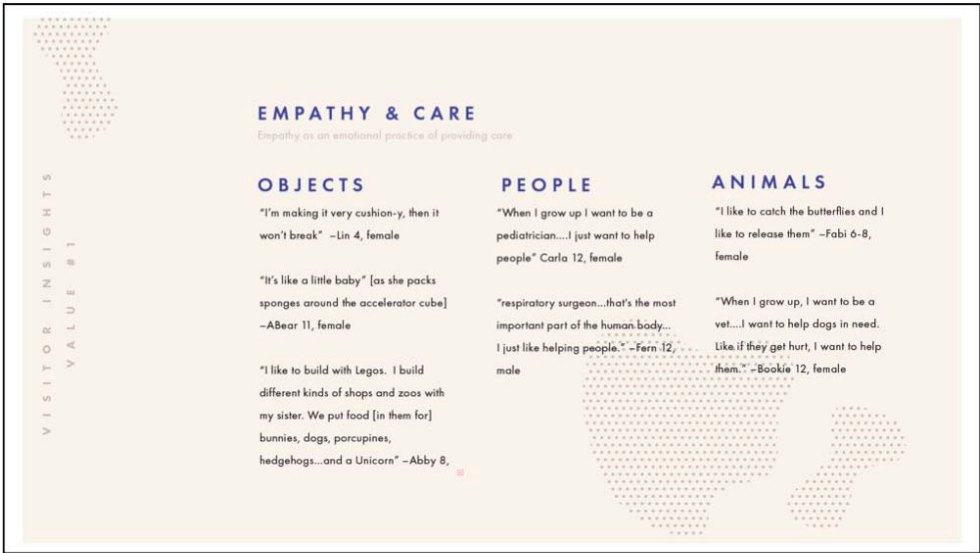 EMPATHY & CARE
Empathy as an emotional practice of providing care
OBJECTS
“I’m making it very cushion-y, then it
won’t break” –Lin 4, female
“It’s like a little baby” [as she packs
sponges around the accelerator cube]
–ABear 11, female
“I like to build with Legos. I build
different kinds of shops and zoos with
my sister. We put food [in them for]
bunnies, dogs, porcupines,
hedgehogs...and a Unicorn” –Abby 8,
PEOPLE
“When I grow up I want to be a
pediatrician....I just want to help
people” Carla 12, female
“respiratory surgeon...that’s the most
important part of the human body...
I just like helping people.” –Fern 12,
male
ANIMALS
“I like to catch the butterflies and I
like to release them” –Fabi 6-8,
female
“When I grow up, I want to be a
vet....I want to help dogs in need.
Like if they get hurt, I want to help
them.” –Bookie 12, female
VISITOR INSIGHTS
VALUE #1